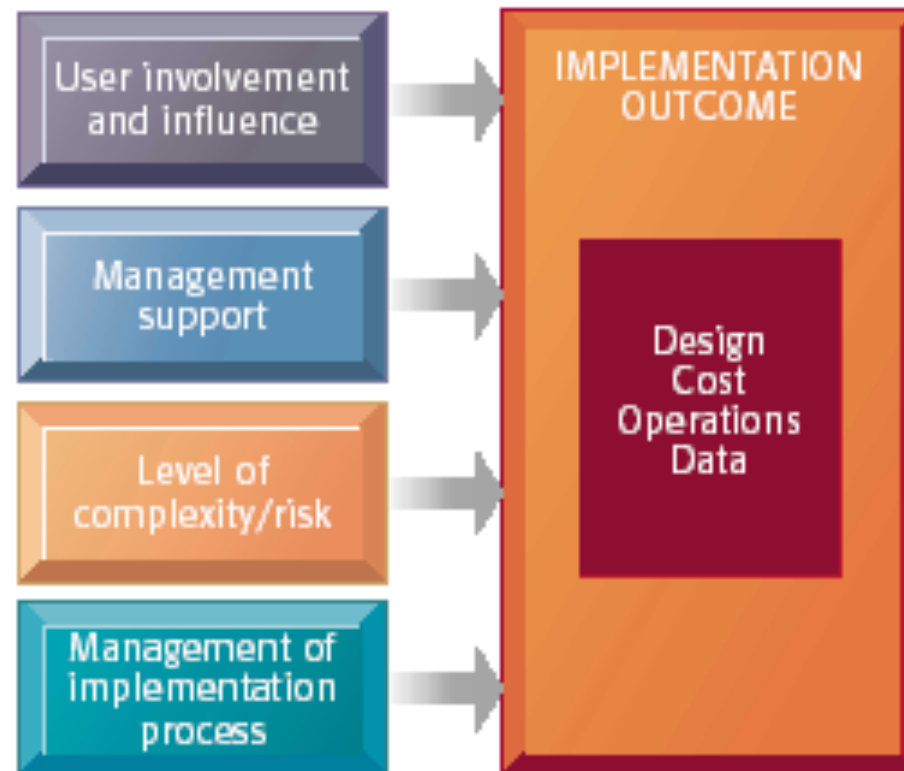 User involvement
and influence
Management
support
Level of
complexity/risk
Management of
implementation
process
IMPLEMENTATION
OUTCOME
Design
Cost
Operations
Data